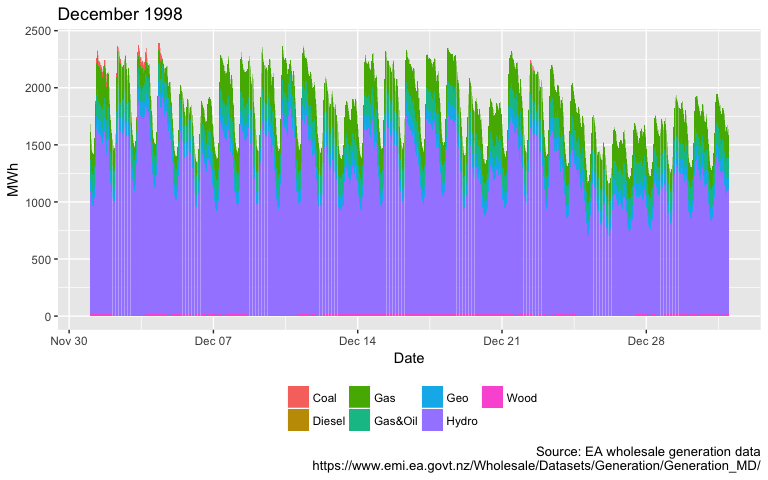 December 1998
2500
2000
1500
1000
500
0
MWh
Nov 30 Dec 07 Dec 14 Dec 21 Dec 28
Date
Coal Gas Geo Wood
Diesel Gas&Oil Hydro
Source: EA wholesale generation data
https://www.emi.ea.govt.nz/Wholesale/Datasets/Generation/Generation_MD/